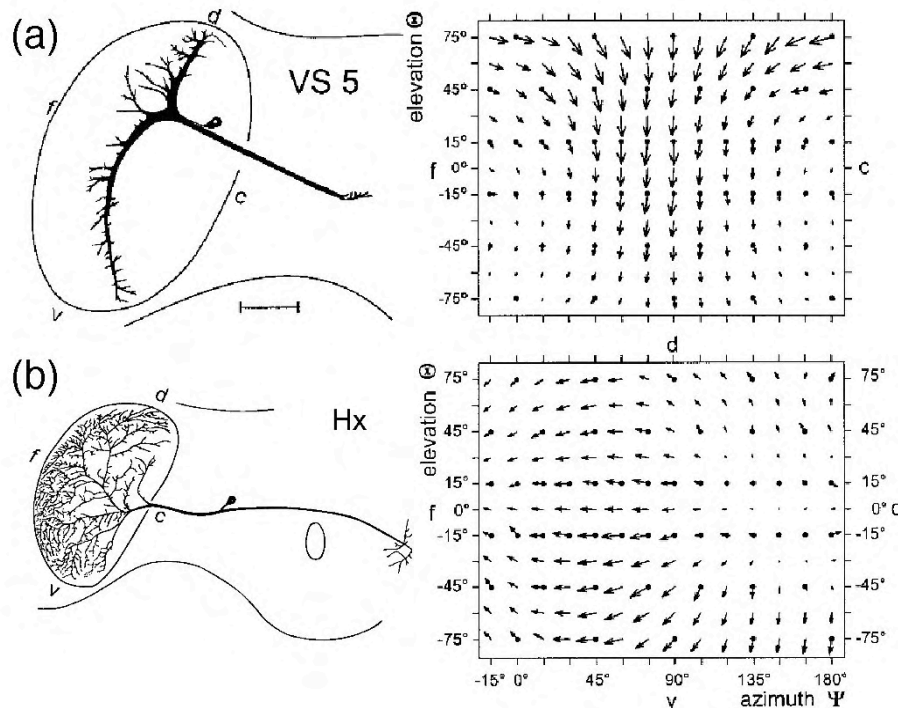 (a)
d
VS 5
f
c
v
elevation Θ
75°
45°
15°
f 0° c
-15°
-45°
-75°
d
(b)
d
Hx
f
c
v
elevation Θ
75° 75°
45° 45°
15° 15°
f 0° 0° c
-15° -15°
-45° -45°
-75° -75°
-15° 0° 45° 90° 135° 180°
v azimuth Ψ